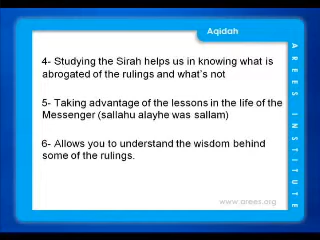 Aqidah
4- Studying the Sirah helps us in knowing what is
abrogated of the rulings and what's not
5- Taking advantage of the lessons in the life of the
Messenger (sallahu alayhe was sallam)
6- Allows you to understand the wisdom behind
some of the rulings.
AREES INSTITUTE
www.arees.org